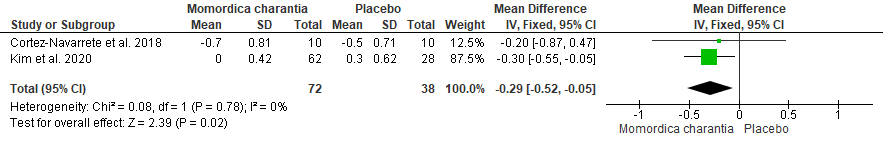 Momordica charantia Placebo Mean Difference Mean Difference
Study or Subgroup Mean SD Total Mean SD Total Weight IV, Fixed, 95% CI IV, Fixed, 95% CI
Cortez-Navarrete et al. 2018 -0.7 0.81 10 -0.5 0.71 10 12.5% -0.20 [-0.87, 0.47]
Kim et al. 2020 0 0.42 62 0.3 0.62 28 87.5% -0.30 [-0.55, -0.05]
Total (95% CI) 72 38 100.0% -0.29 [-0.52, -0.05]
Heterogeneity: Chi² = 0.08, df = 1 (P = 0.78); I² = 0%
Test for overall effect: Z = 2.39 (P = 0.02)
-1 -0.5 0 0.5 1
Momordica charantia Placebo